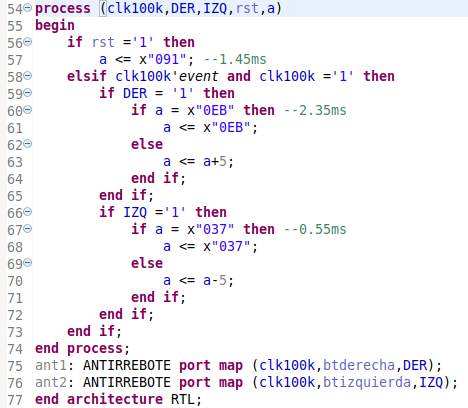 54 process (clk100k,DER,IZQ,rst,a)
55 begin
56     if rst ='1' then
57         a <= x"091"; --1.45ms
58     elsif clk100k'event and clk100k ='1' then
59         if DER = '1' then
60             if a = x"0EB" then --2.35ms
61                 a <= x"0EB";
62             else
63                 a <= a+5;
64             end if;
65         end if;
66         if IZQ ='1' then
67             if a = x"037" then --0.55ms
68                 a <= x"037";
69             else
70                 a <= a-5;
71             end if;
72         end if;
73     end if;
74 end process;
75 ant1: ANTIRREBOTE port map (clk100k,btderecha,DER);
76 ant2: ANTIRREBOTE port map (clk100k,btizquierda,IZQ);
77 end architecture RTL;